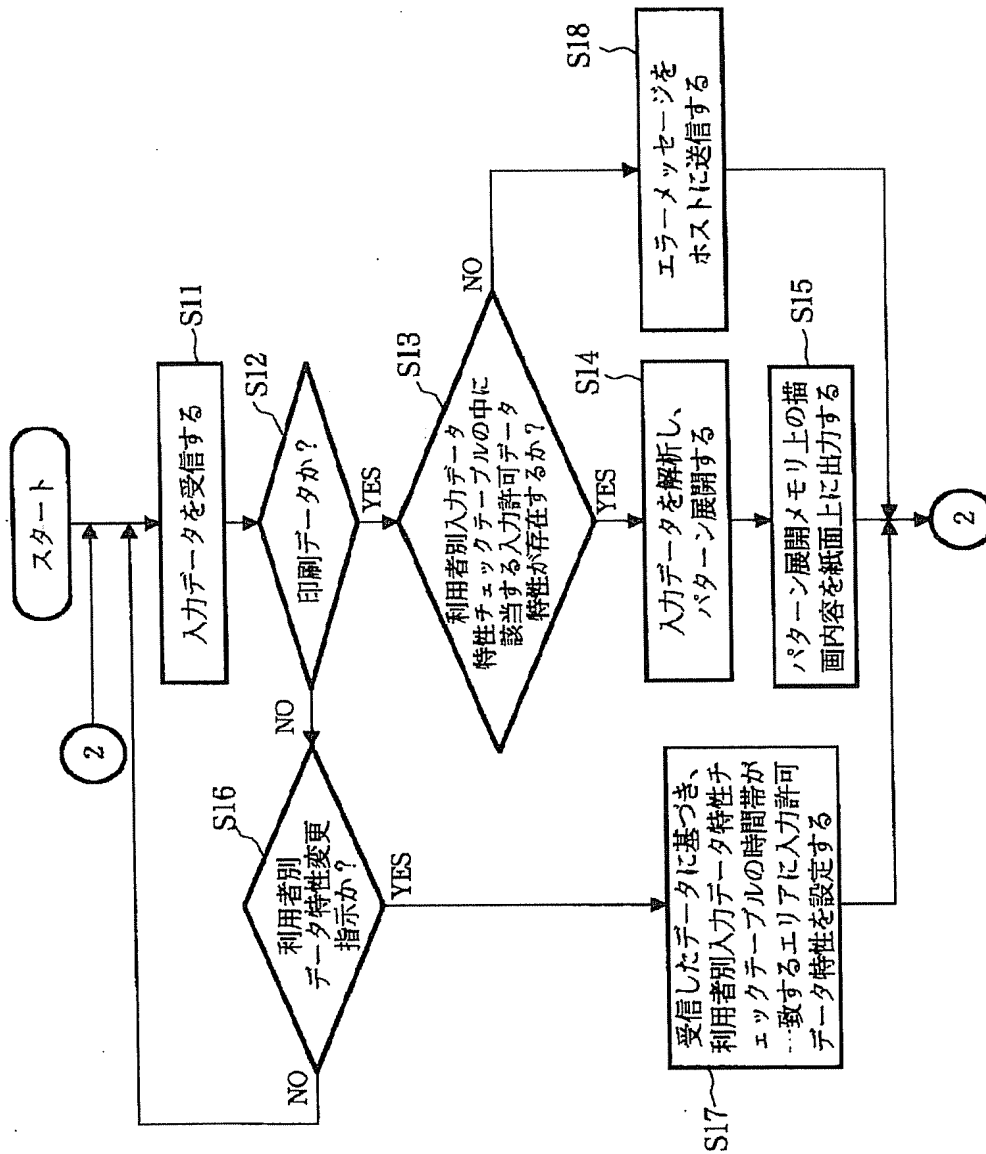 スタート
2
入力データを受信する
S11
印刷データか？
S12
YES
NO
利用者別入力データ
特性チェックテーブルの中に
該当する入力許可データ
特性が存在するか？
S13
YES
NO
入力データを解析し、
パターン展開する
S14
パターン展開メモリ上の描
画内容を紙面上に出力する
S15
利用者別
データ特性変更
指示か？
S16
YES
NO
受信したデータに基づき、
利用者別入力データ特性チ
ェックテーブルの時間帯が
一致するエリアに入力許可
データ特性を設定する
S17
エラーメッセージを
ホストに送信する
S18
2